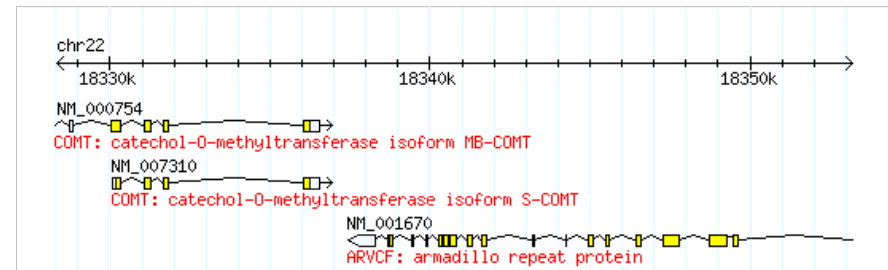 chr22
18330k 18340k 18350k
NM_000754
COMT: catechol-O-methyltransferase isoform MB-COMT
NM_007310
COMT: catechol-O-methyltransferase isoform S-COMT
NM_001670
ARVCF: armadillo repeat protein